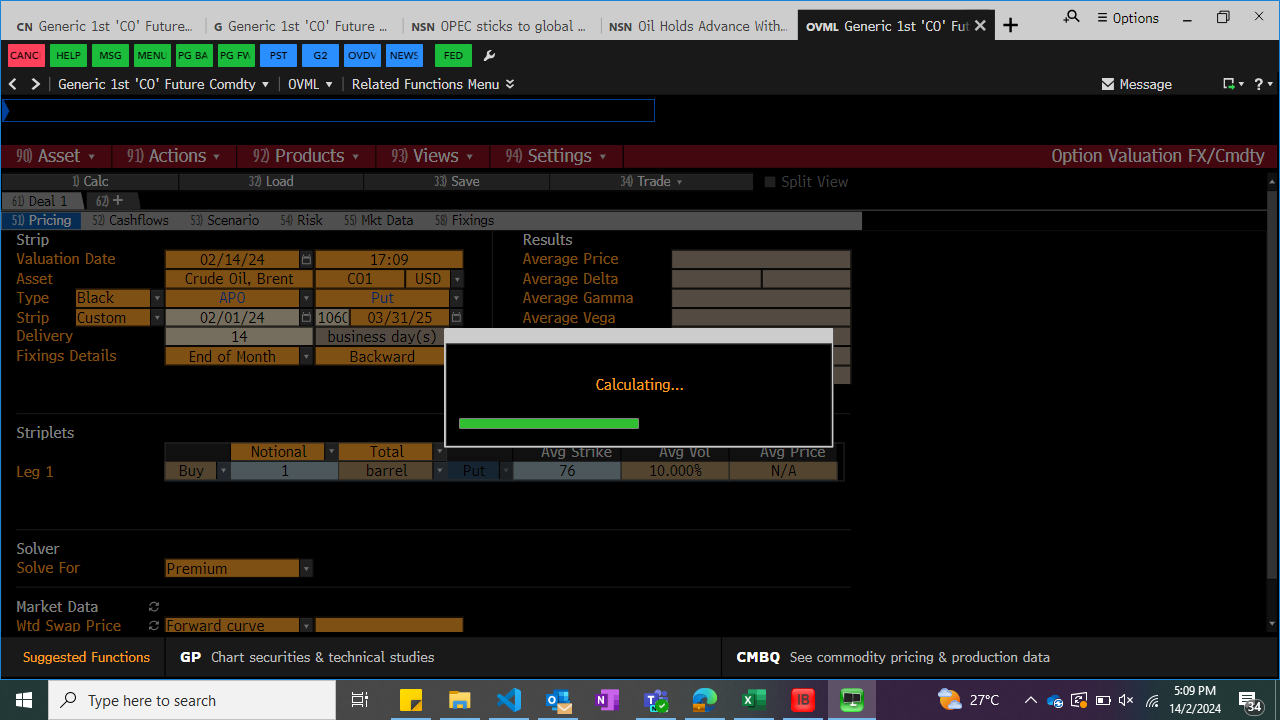 CN Generic 1st 'CO' Future...
G Generic 1st 'CO' Future ...
NSN OPEC sticks to global ...
NSN Oil Holds Advance With...
OVML Generic 1st 'CO' Fut
Options
CANC HELP MSG MENU PG BA PG FW PST G2 OVDV NEWS FED
Generic 1st 'CO' Future Comdty OVML Related Functions Menu Message ?
90) Asset 91) Actions 92) Products 93) Views 94) Settings Option Valuation FX/Cmdty
1) Calc 32) Load 33) Save 34) Trade Split View
61) Deal 1 62) +
51) Pricing 52) Cashflows 53) Scenario 54) Risk 55) Mkt Data 58) Fixings
Strip Results
Valuation Date 02/14/24 17:09 Average Price
Asset Crude Oil, Brent CO1 USD Average Delta
Type Black APO Put Average Gamma
Strip Custom 02/01/24 1060 03/31/25 Average Vega
Delivery 14 business day(s)
Fixings Details End of Month Backward
Calculating...
Striplets
Notional Total Avg Strike Avg Vol Avg Price
Leg 1 Buy 1 barrel Put 76 10.000% N/A
Solver
Solve For Premium
Market Data
Wtd Swap Price Forward curve
Suggested Functions GP Chart securities & technical studies CMBQ See commodity pricing & production data
Type here to search
IB
27°C
5:09 PM
14/2/2024
34